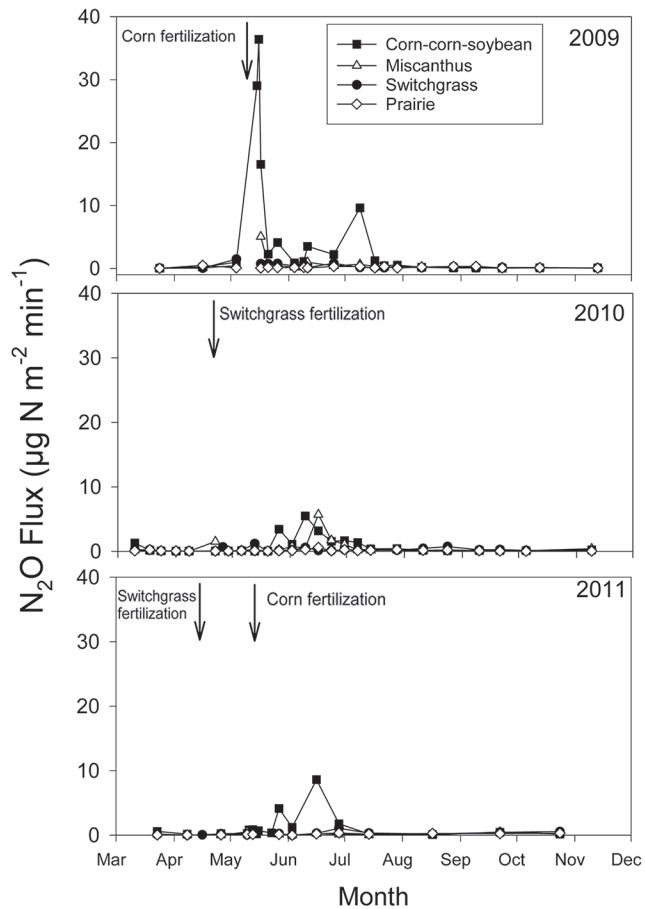 N2O Flux (µg N m-2 min-1)
40
30
20
10
0
Corn fertilization
Corn-corn-soybean
Miscanthus
Switchgrass
Prairie
2009
40
30
20
10
0
Switchgrass fertilization
2010
40
30
20
10
0
Switchgrass
fertilization
Corn fertilization
2011
Mar Apr May Jun Jul Aug Sep Oct Nov Dec
Month